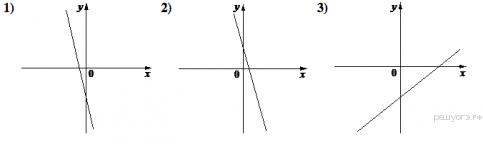 1) y 0 x
2) y 0 x
3) y 0 x
решуогэ.рф